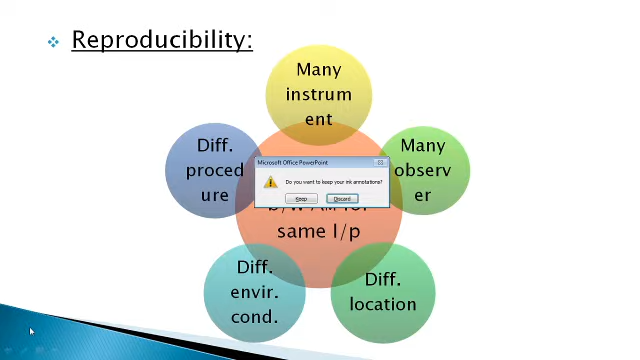 Reproducibility:
Many
instrum
ent
Diff.
proced
ure
Many
observ
er
Microsoft Office PowerPoint
Do you want to keep your ink annotations?
Keep
Discard
same I/p
Diff.
envir.
cond.
Diff.
location